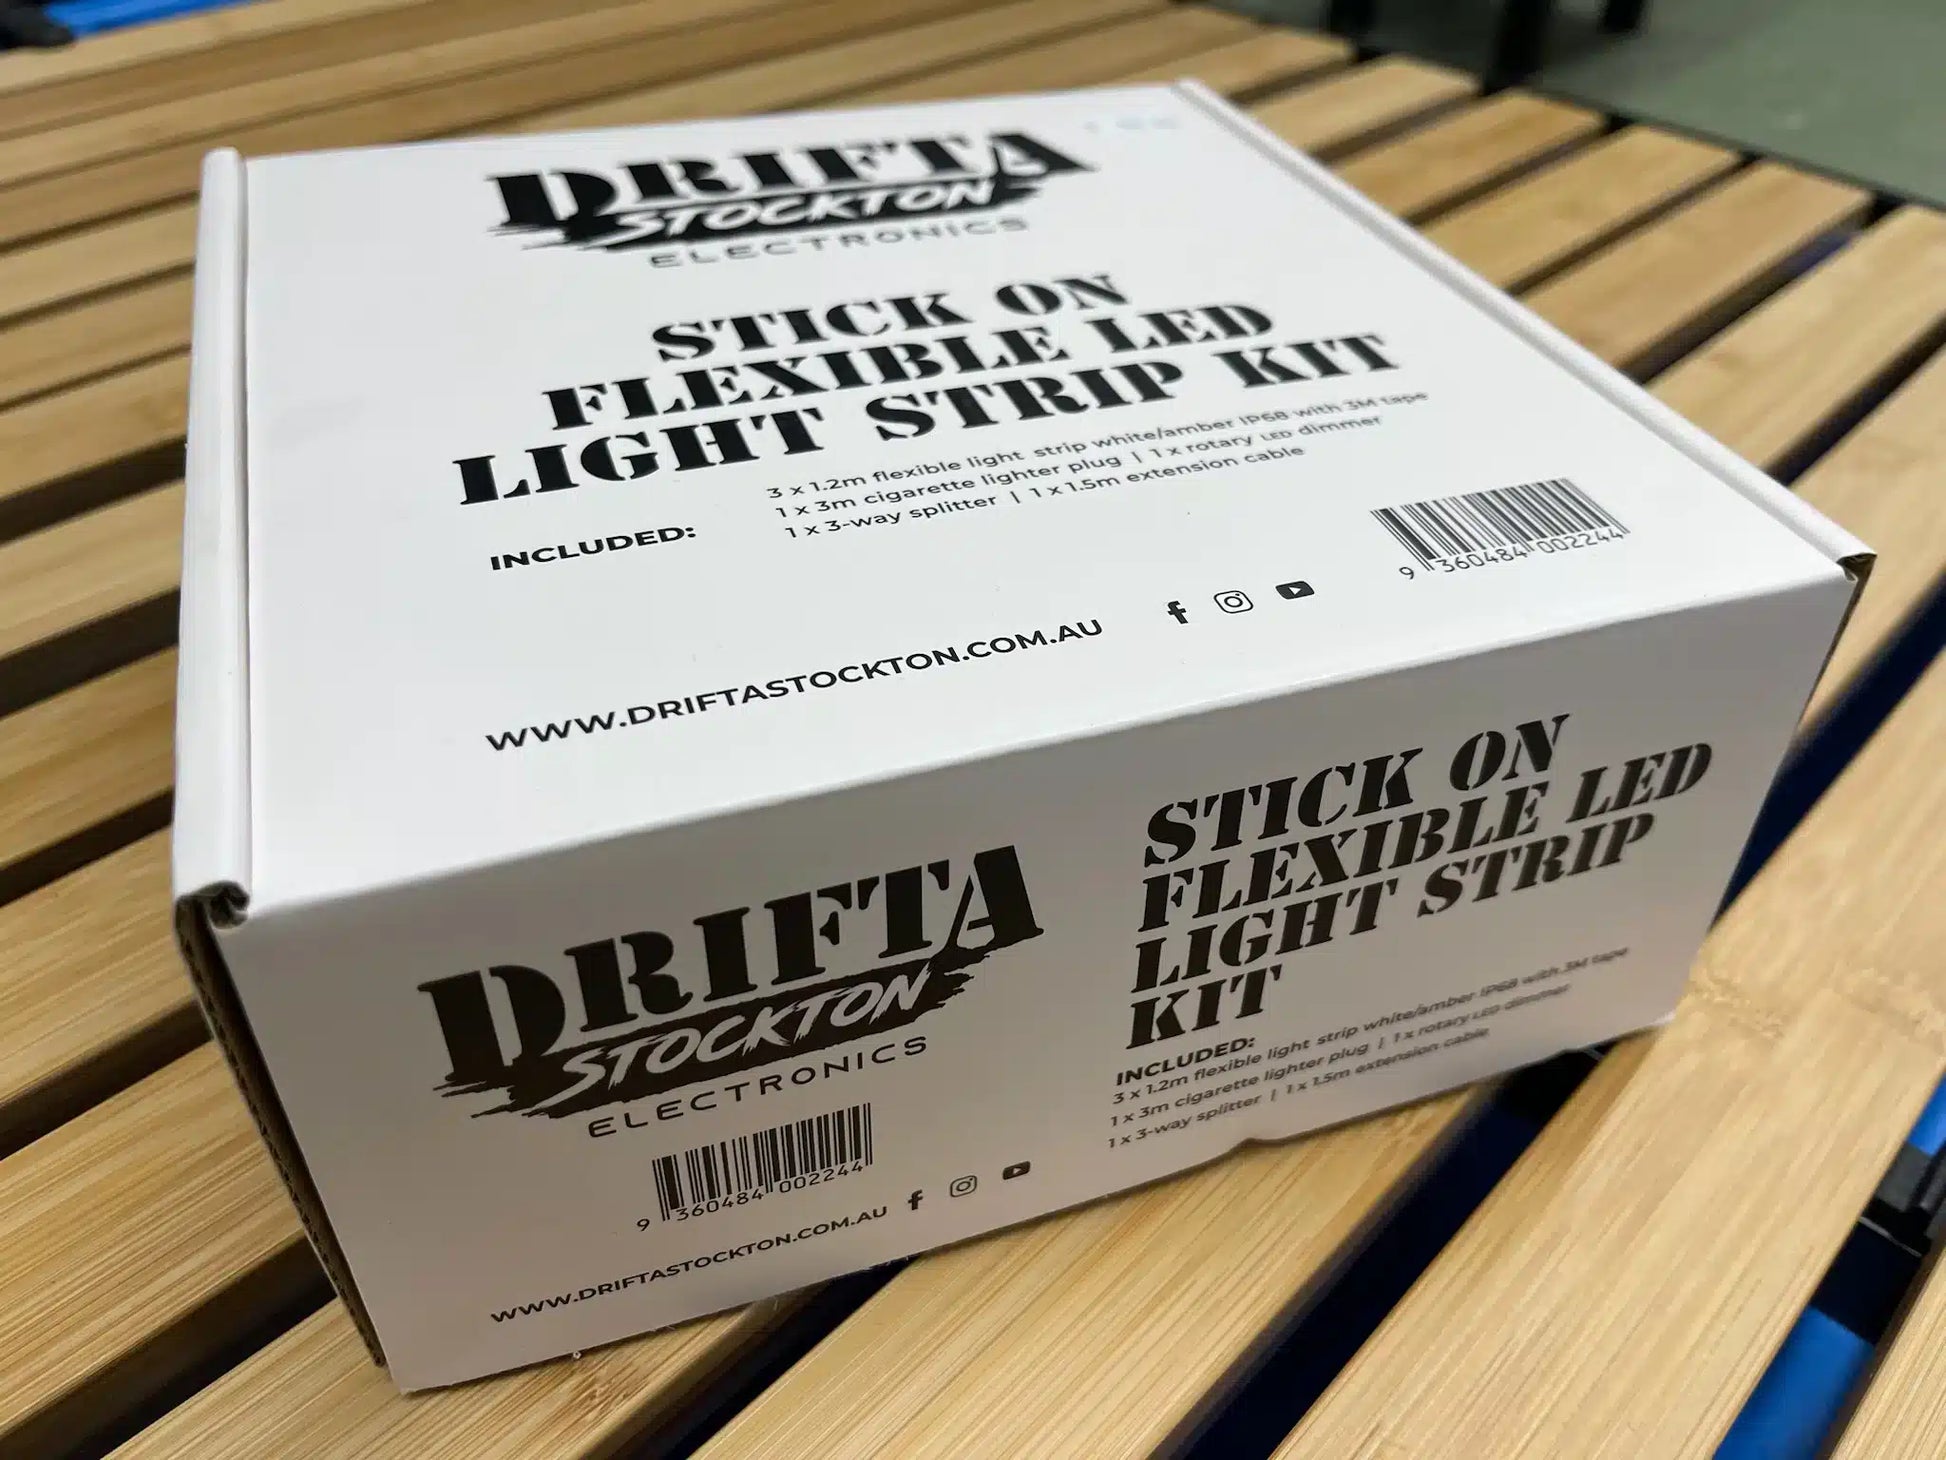 DRIFTA
STOCKTON
ELECTRONICS
STICK ON
FLEXIBLE LED
LIGHT STRIP KIT
INCLUDED:
3 x 1.2m flexible light strip white/amber IP68 with 3M tape
1 x 3m cigarette lighter plug | 1 x rotary LED dimmer
1 x 3-way splitter | 1 x 1.5m extension cable
9 360484 002244
WWW.DRIFTASTOCKTON.COM.AU
DRIFTA
STOCKTON
ELECTRONICS
9 360484 002244
WWW.DRIFTASTOCKTON.COM.AU
STICK ON
FLEXIBLE LED
LIGHT STRIP
KIT
INCLUDED:
3 x 1.2m flexible light strip white/amber IP68 with 3M tape
1 x 3m cigarette lighter plug | 1 x rotary LED dimmer
1 x 3-way splitter | 1 x 1.5m extension cable